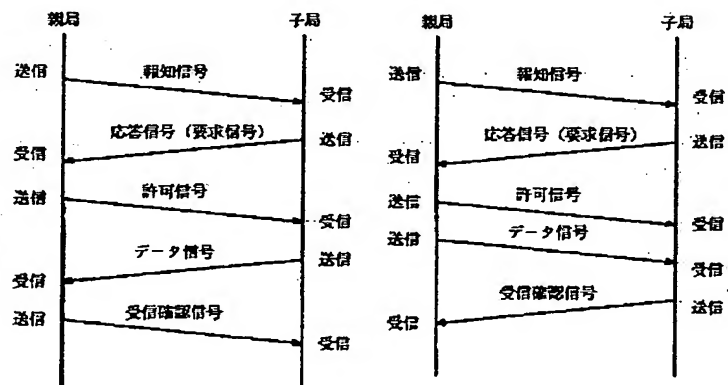 親局 子局
送信 報知信号 受信
応答信号（要求信号） 送信
受信
送信 許可信号 受信
データ信号 送信
受信
送信 受信確認信号
受信
親局 子局
送信 報知信号 受信
応答信号（要求信号） 送信
受信
送信 許可信号 受信
送信 データ信号 受信
受信確認信号 送信
受信